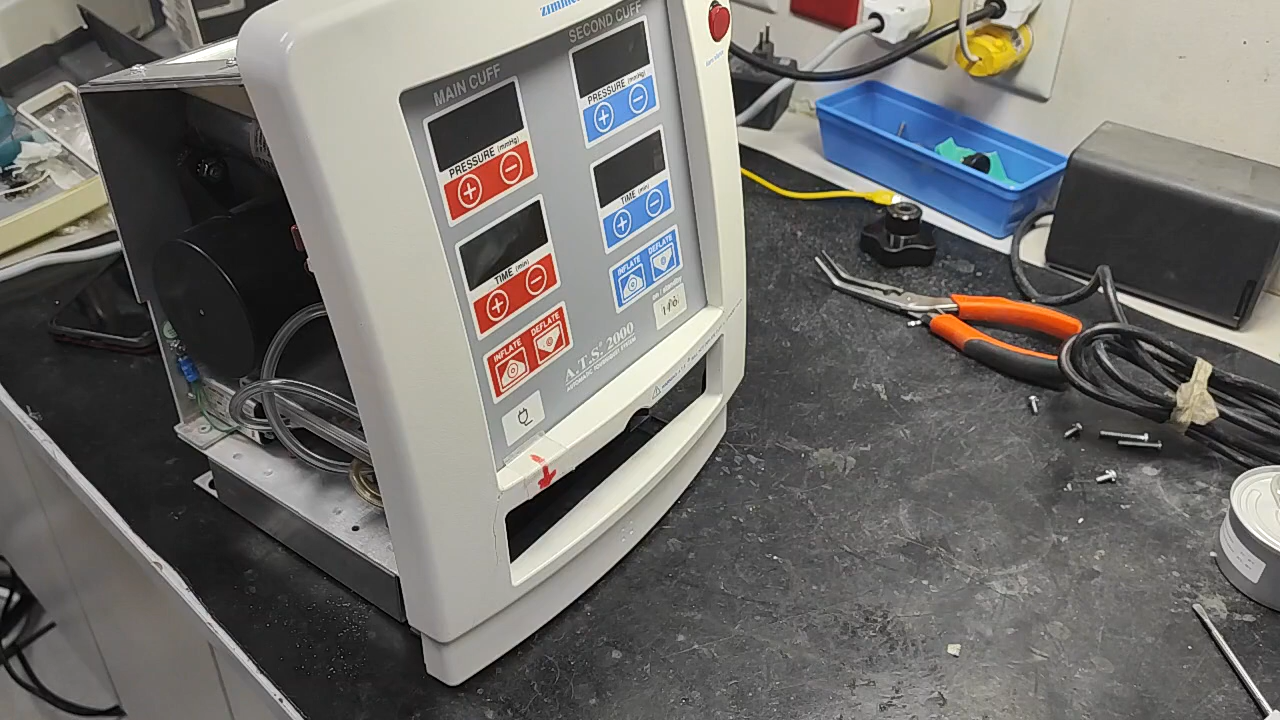 SECOND CUFF
PRESSURE (mmHg)
+ −
TIME (min)
+ −
INFLATE DEFLATE
MAIN CUFF
PRESSURE (mmHg)
+ −
TIME (min)
+ −
INFLATE DEFLATE
A.T.S.® 2000
AUTOMATIC TOURNIQUET SYSTEM